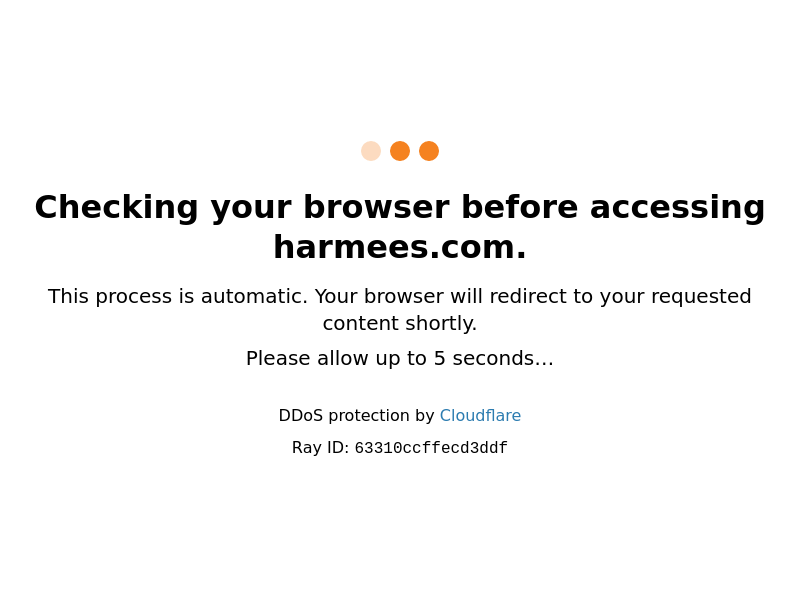 Checking your browser before accessing
harmees.com.
This process is automatic. Your browser will redirect to your requested
content shortly.
Please allow up to 5 seconds…
DDoS protection by Cloudflare
Ray ID: 63310ccffecd3ddf